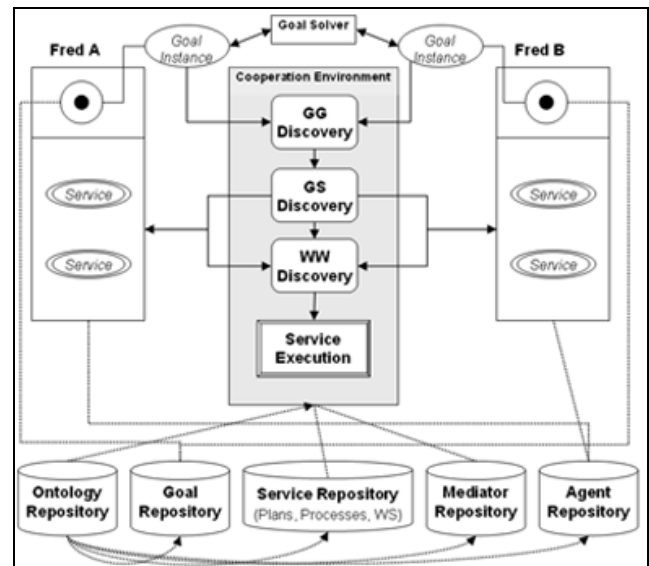 Goal Solver
Fred A
Goal
Instance
Goal
Instance
Fred B
Cooperation Environment
GG
Discovery
GS
Discovery
WW
Discovery
Service
Execution
Service
Service
Service
Service
Ontology
Repository
Goal
Repository
Service Repository
(Plans, Processes, WS)
Mediator
Repository
Agent
Repository